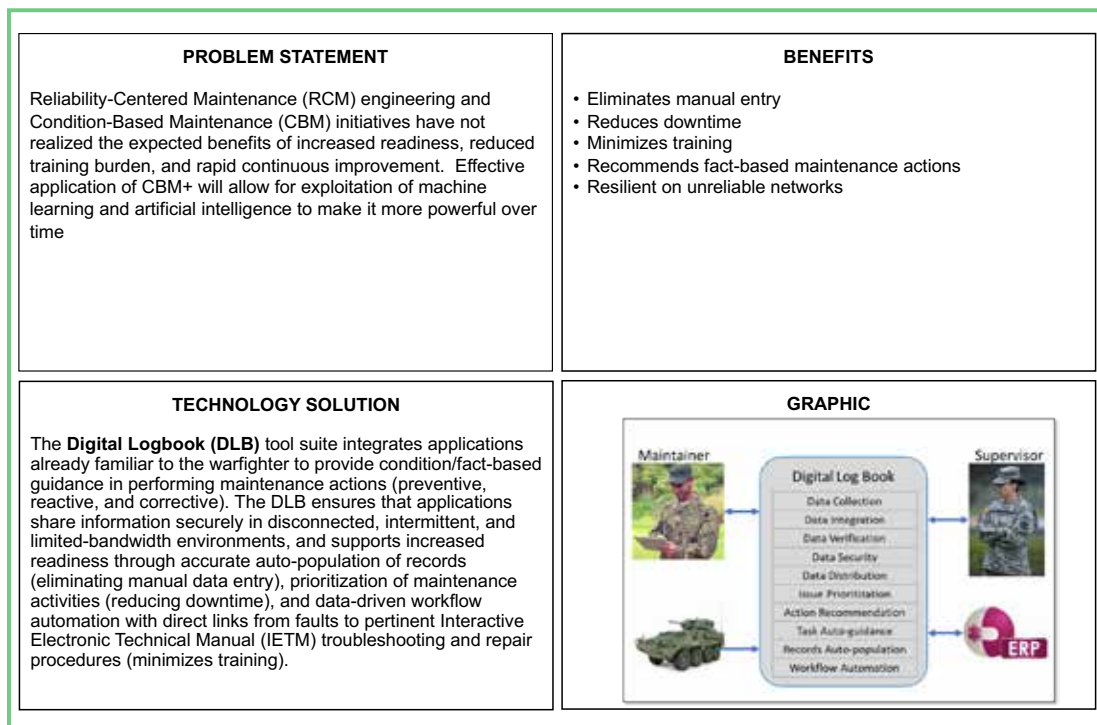 PROBLEM STATEMENT
Reliability-Centered Maintenance (RCM) engineering and
Condition-Based Maintenance (CBM) initiatives have not
realized the expected benefits of increased readiness, reduced
training burden, and rapid continuous improvement.  Effective
application of CBM+ will allow for exploitation of machine
learning and artificial intelligence to make it more powerful over
time
BENEFITS
• Eliminates manual entry
• Reduces downtime
• Minimizes training
• Recommends fact-based maintenance actions
• Resilient on unreliable networks
TECHNOLOGY SOLUTION
The Digital Logbook (DLB) tool suite integrates applications
already familiar to the warfighter to provide condition/fact-based
guidance in performing maintenance actions (preventive,
reactive, and corrective). The DLB ensures that applications
share information securely in disconnected, intermittent, and
limited-bandwidth environments, and supports increased
readiness through accurate auto-population of records
(eliminating manual data entry), prioritization of maintenance
activities (reducing downtime), and data-driven workflow
automation with direct links from faults to pertinent Interactive
Electronic Technical Manual (IETM) troubleshooting and repair
procedures (minimizes training).
GRAPHIC
Maintainer
Supervisor
Digital Log Book
Data Collection
Data Integration
Data Verification
Data Security
Data Distribution
Issue Prioritization
Action Recommendation
Task Auto-guidance
Records Auto-population
Workflow Automation
ERP